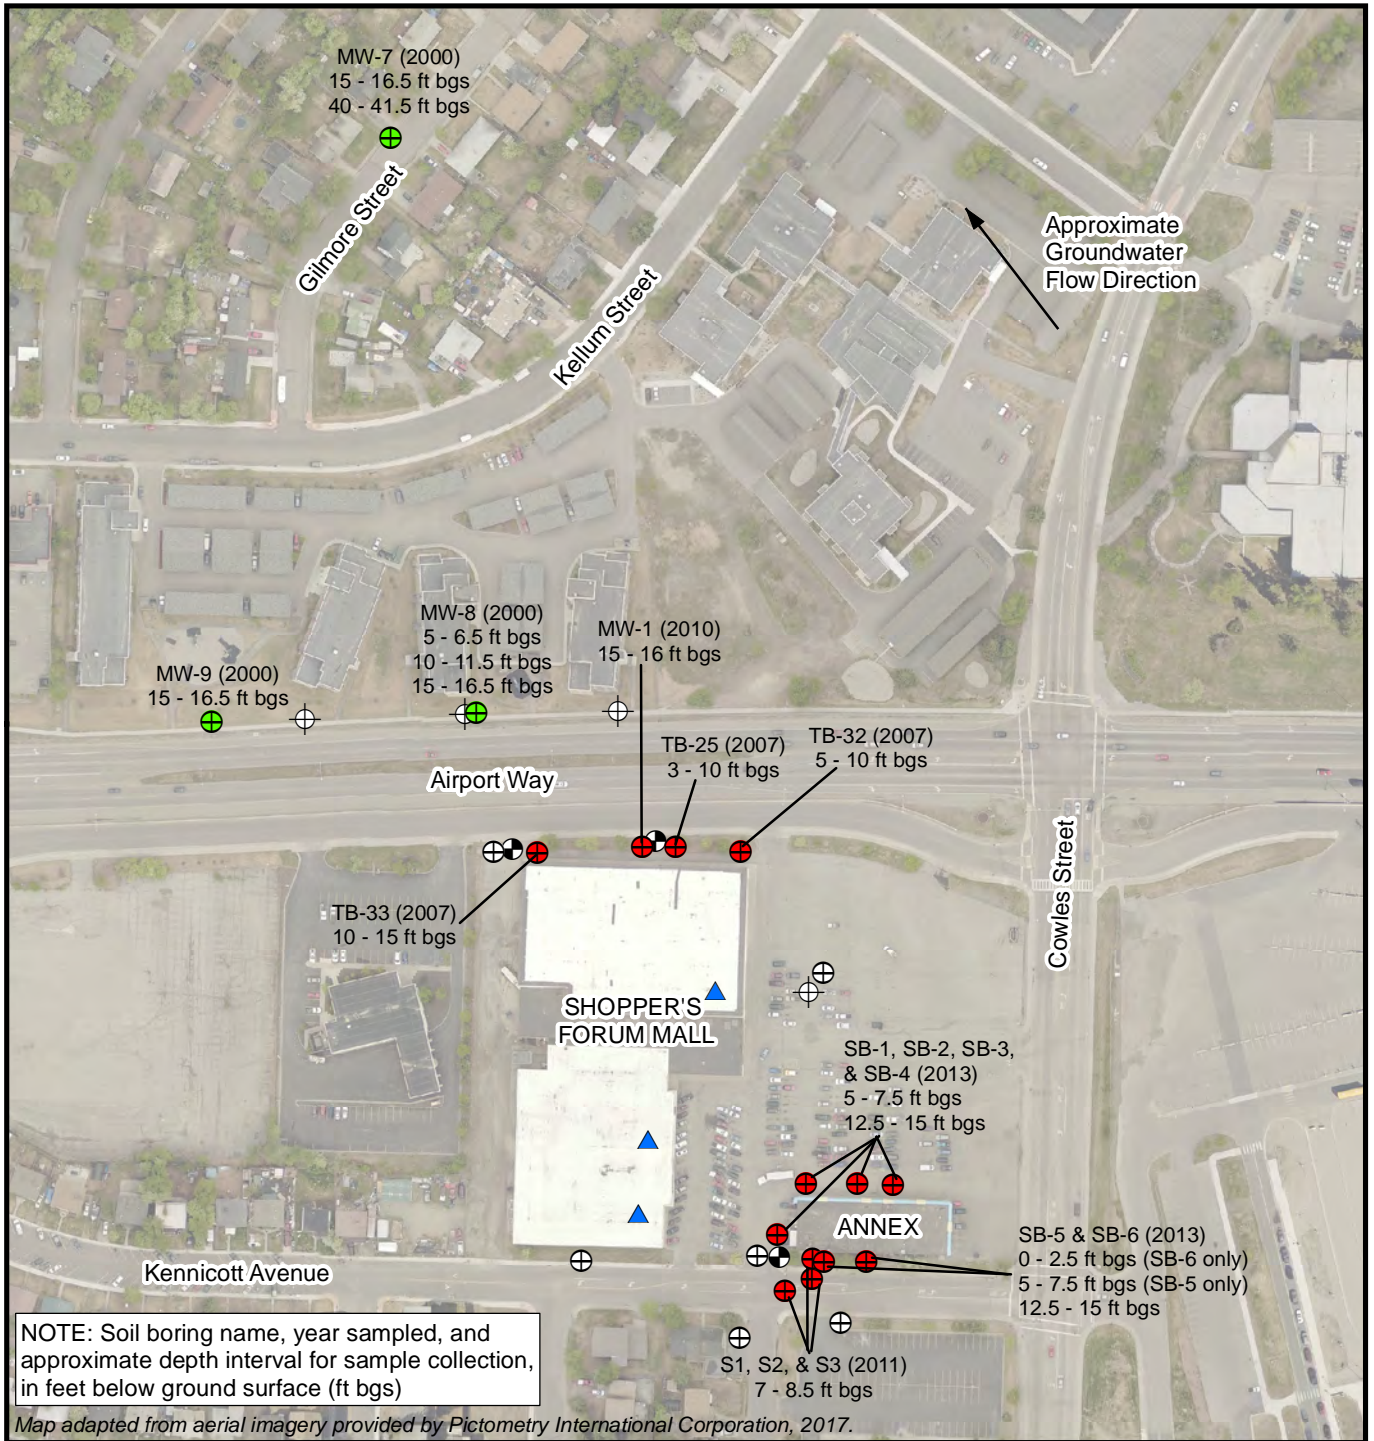 MW-7 (2000)
15 - 16.5 ft bgs
40 - 41.5 ft bgs
Gilmore Street
Kellum Street
Approximate
Groundwater
Flow Direction
MW-8 (2000)
5 - 6.5 ft bgs
10 - 11.5 ft bgs
15 - 16.5 ft bgs
MW-1 (2010)
15 - 16 ft bgs
MW-9 (2000)
15 - 16.5 ft bgs
TB-25 (2007)
3 - 10 ft bgs
TB-32 (2007)
5 - 10 ft bgs
Airport Way
Cowles Street
TB-33 (2007)
10 - 15 ft bgs
SHOPPER'S
FORUM MALL
SB-1, SB-2, SB-3,
& SB-4 (2013)
5 - 7.5 ft bgs
12.5 - 15 ft bgs
ANNEX
SB-5 & SB-6 (2013)
0 - 2.5 ft bgs (SB-6 only)
5 - 7.5 ft bgs (SB-5 only)
12.5 - 15 ft bgs
Kennicott Avenue
S1, S2, & S3 (2011)
7 - 8.5 ft bgs
NOTE: Soil boring name, year sampled, and
approximate depth interval for sample collection,
in feet below ground surface (ft bgs)
Map adapted from aerial imagery provided by Pictometry International Corporation, 2017.